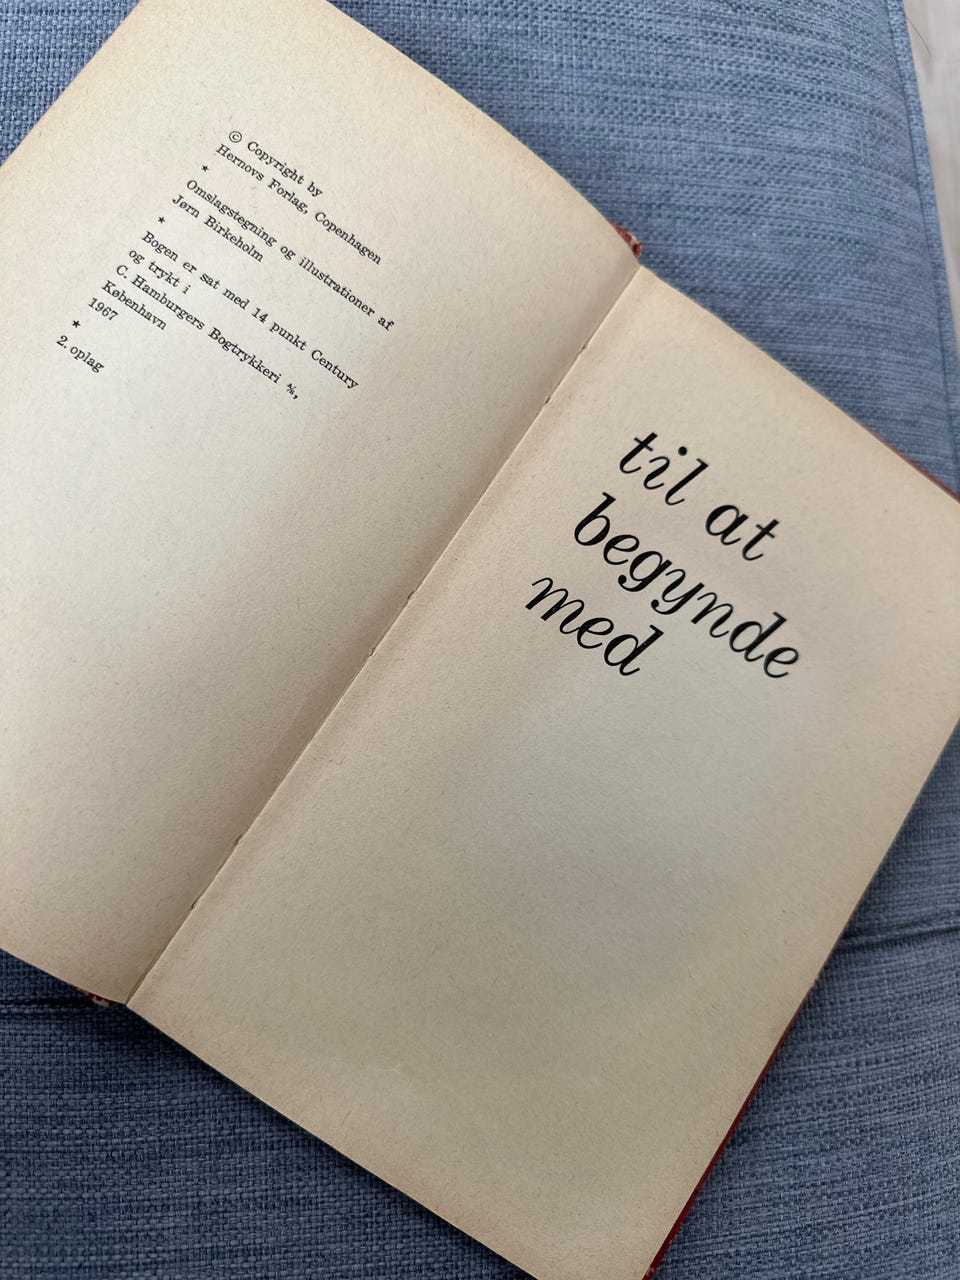 © Copyright by
Hernovs Forlag, Copenhagen
★
Omslagstegning og illustrationer af
Jørn Birkeholm
★
Bogen er sat med 14 punkt Century
og trykt i
C. Hamburgers Bogtrykkeri A/S,
København
1967
★
2. oplag
til at
begynde
med